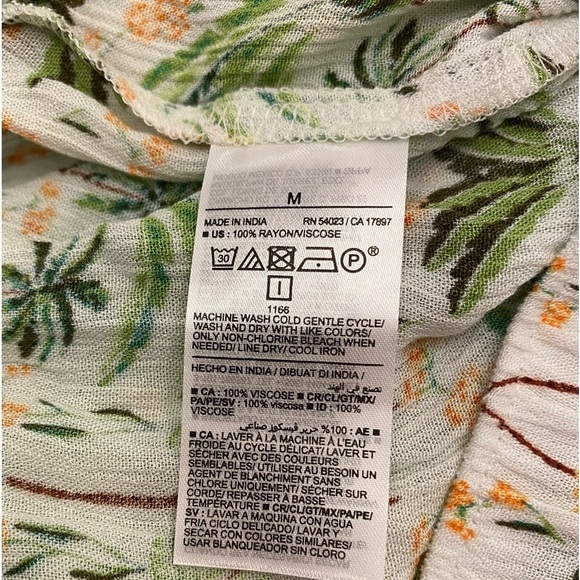 M
MADE IN INDIA RN 54023 / CA 17897
■ US : 100% RAYON/VISCOSE
30 P ®
I
1166
MACHINE WASH COLD GENTLE CYCLE/
WASH AND DRY WITH LIKE COLORS/
ONLY NON-CHLORINE BLEACH WHEN
NEEDED/ LINE DRY/ COOL IRON
HECHO EN INDIA / DIBUAT DI INDIA /
صنع في الهند
■ CA : 100% VISCOSE ■ CR/CL/GT/MX/
PA/PE/SV : 100% viscosa ■ ID : 100%
VISCOSE
■ AE : 100% حرير فيسكوز صناعي
■ CA : LAVER À LA MACHINE À L'EAU
FROIDE AU CYCLE DÉLICAT/ LAVER ET
SÉCHER AVEC DES COULEURS
SEMBLABLES/ UTILISER AU BESOIN UN
AGENT DE BLANCHIMENT SANS
CHLORE UNIQUEMENT/ SÉCHER SUR
CORDE/ REPASSER À BASSE
TEMPÉRATURE ■ CR/CL/GT/MX/PA/PE/
SV : LAVAR A MAQUINA CON AGUA
FRIA CICLO DELICADO/ LAVAR Y
SECAR CON COLORES SIMILARES/
USAR BLANQUEADOR SIN CLORO